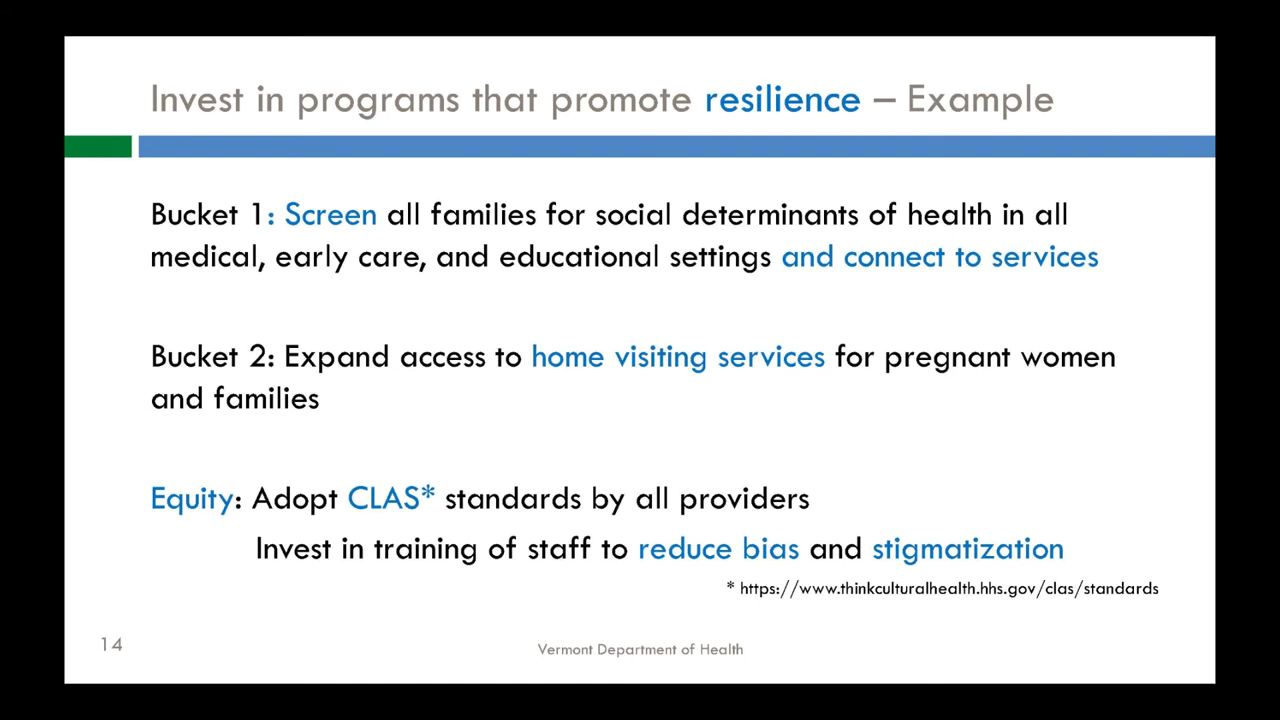 Invest in programs that promote resilience – Example
Bucket 1: Screen all families for social determinants of health in all
medical, early care, and educational settings and connect to services
Bucket 2: Expand access to home visiting services for pregnant women
and families
Equity: Adopt CLAS* standards by all providers
Invest in training of staff to reduce bias and stigmatization
* https://www.thinkculturalhealth.hhs.gov/clas/standards
14
Vermont Department of Health